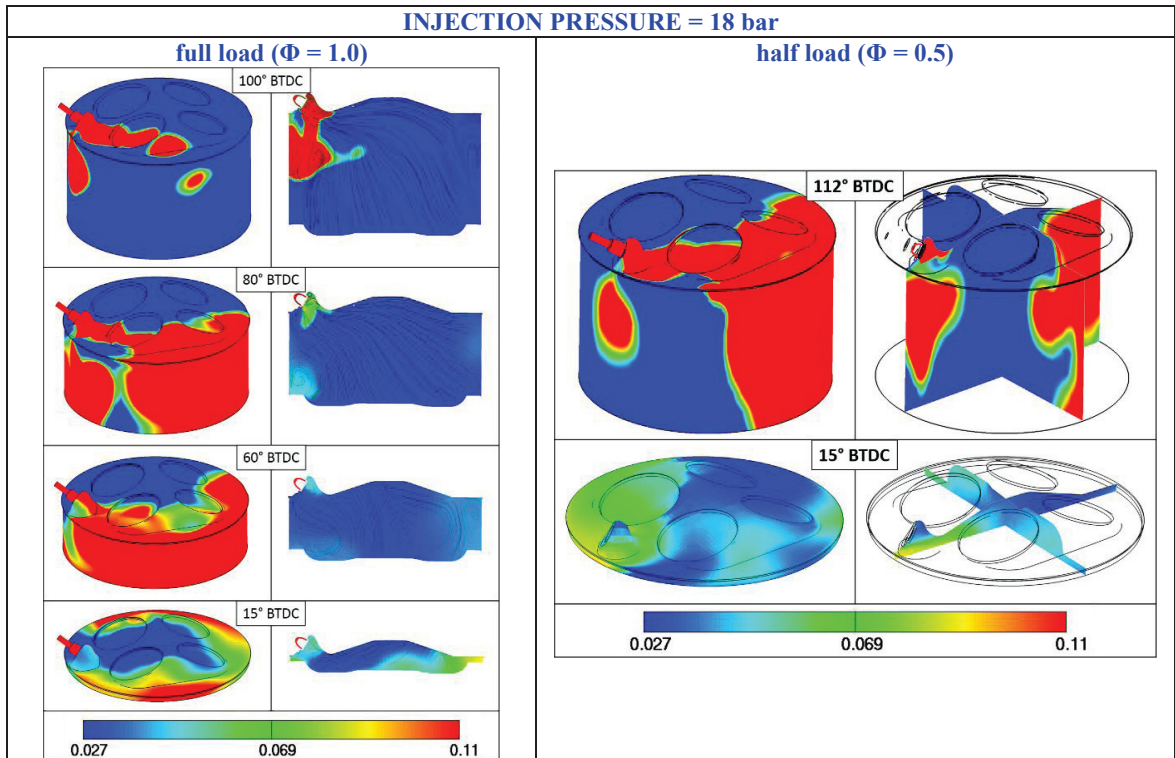 INJECTION PRESSURE = 18 bar
full load (Φ = 1.0)
half load (Φ = 0.5)
100° BTDC
80° BTDC
60° BTDC
15° BTDC
0.027 0.069 0.11
112° BTDC
15° BTDC
0.027 0.069 0.11